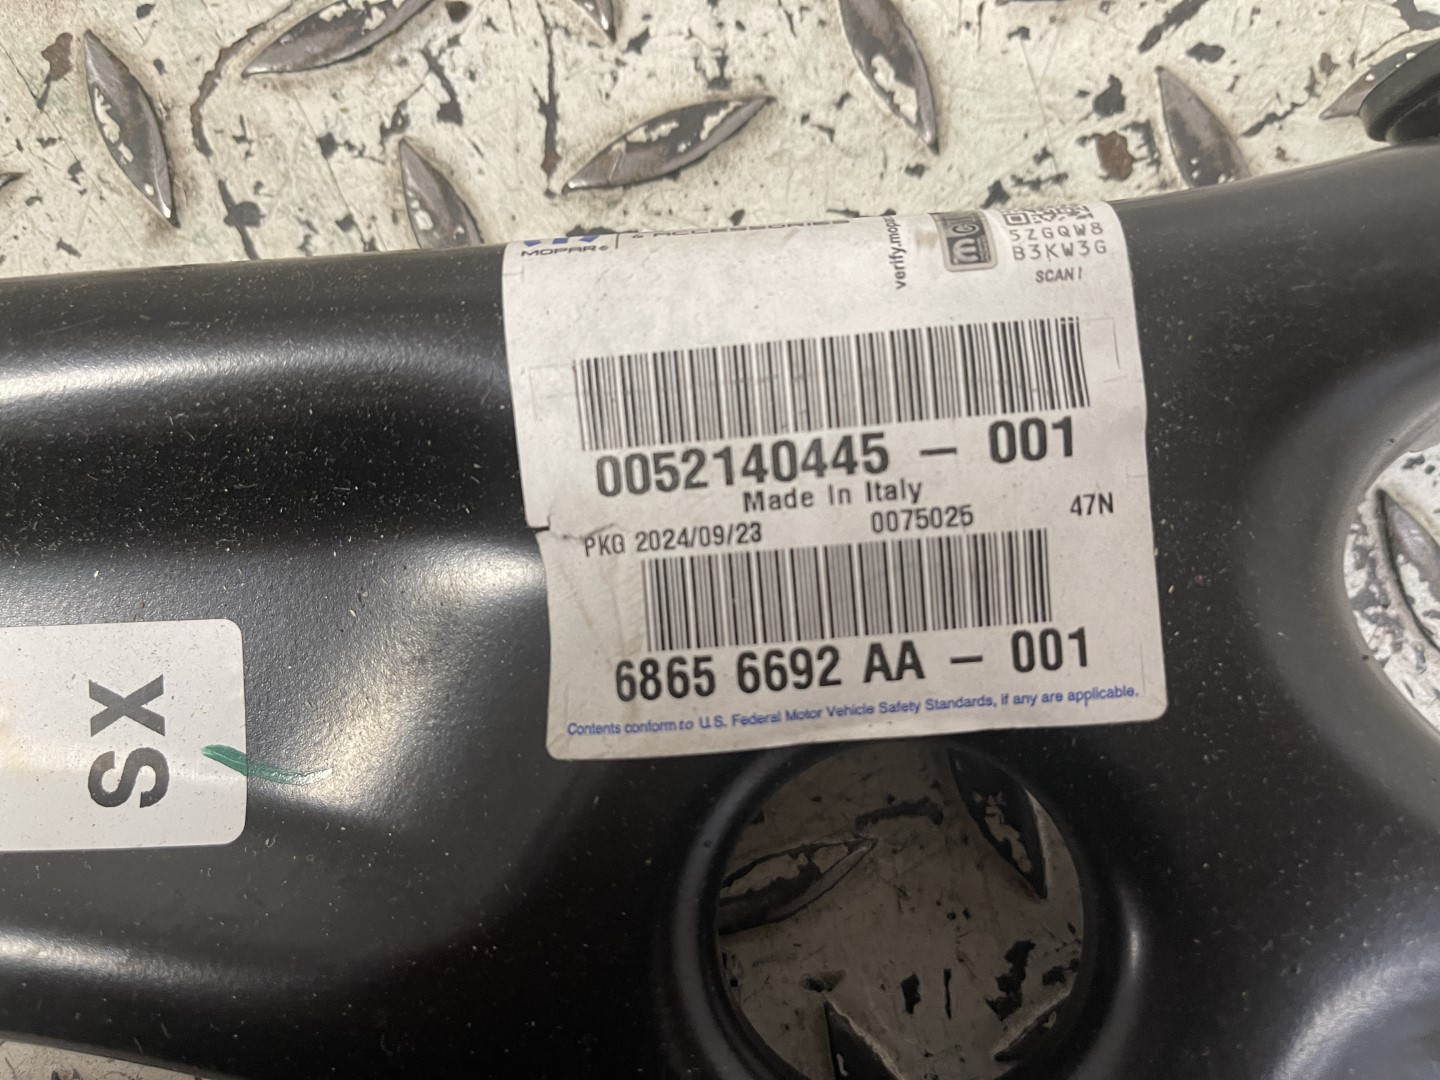 MOPAR®
& ACCESSORIES
verify.mopar
5ZGQW8
B3KW3G
SCAN!
0052140445 - 001
Made In Italy
PKG 2024/09/23 0075025 47N
6865 6692 AA - 001
Contents conform to U.S. Federal Motor Vehicle Safety Standards, if any are applicable.
SX